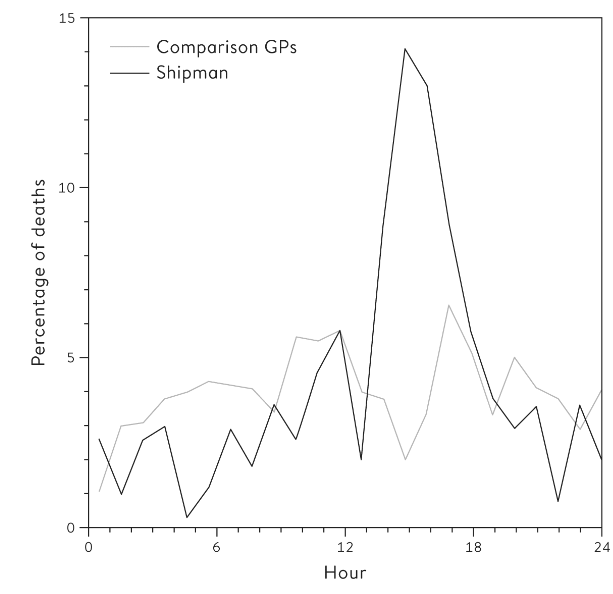 15
Comparison GPs
Shipman
10
Percentage of deaths
5
0
0 6 12 18 24
Hour